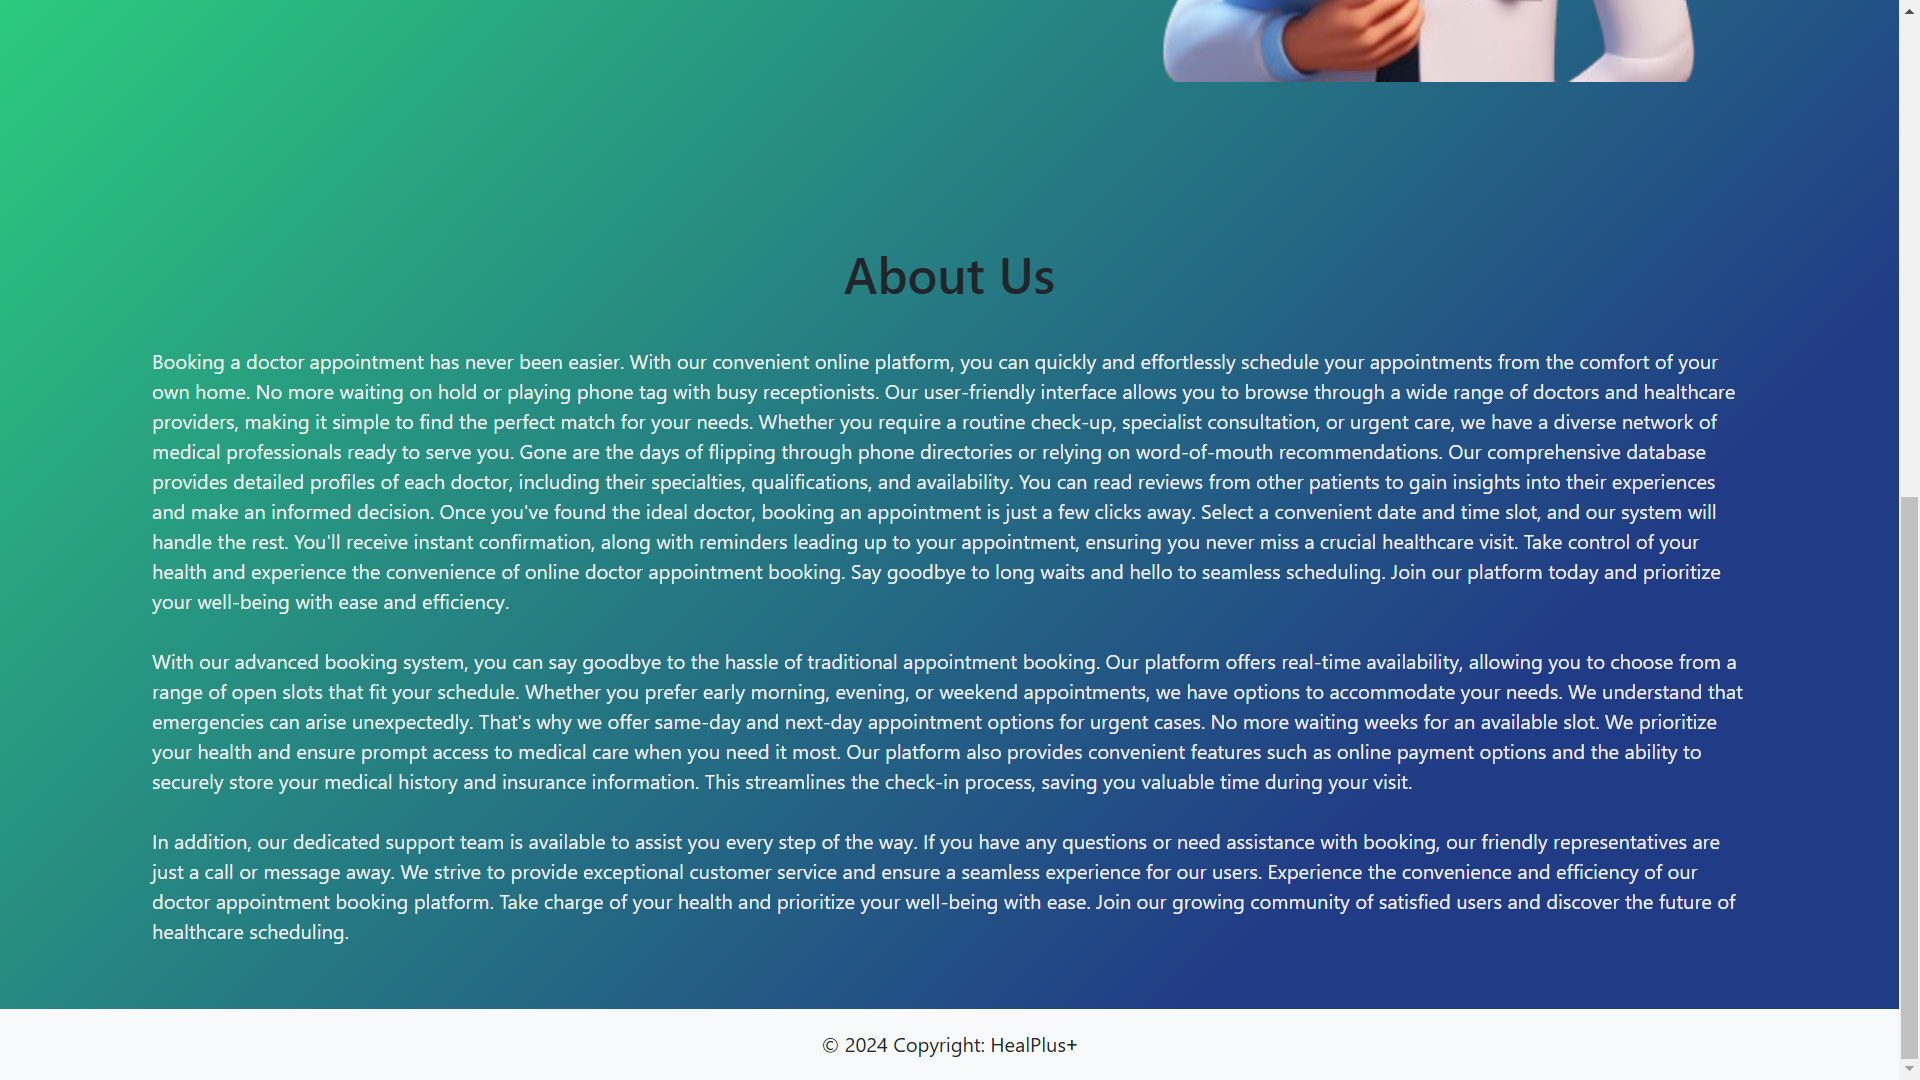 About Us
Booking a doctor appointment has never been easier. With our convenient online platform, you can quickly and effortlessly schedule your appointments from the comfort of your
own home. No more waiting on hold or playing phone tag with busy receptionists. Our user-friendly interface allows you to browse through a wide range of doctors and healthcare
providers, making it simple to find the perfect match for your needs. Whether you require a routine check-up, specialist consultation, or urgent care, we have a diverse network of
medical professionals ready to serve you. Gone are the days of flipping through phone directories or relying on word-of-mouth recommendations. Our comprehensive database
provides detailed profiles of each doctor, including their specialties, qualifications, and availability. You can read reviews from other patients to gain insights into their experiences
and make an informed decision. Once you've found the ideal doctor, booking an appointment is just a few clicks away. Select a convenient date and time slot, and our system will
handle the rest. You'll receive instant confirmation, along with reminders leading up to your appointment, ensuring you never miss a crucial healthcare visit. Take control of your
health and experience the convenience of online doctor appointment booking. Say goodbye to long waits and hello to seamless scheduling. Join our platform today and prioritize
your well-being with ease and efficiency.
With our advanced booking system, you can say goodbye to the hassle of traditional appointment booking. Our platform offers real-time availability, allowing you to choose from a
range of open slots that fit your schedule. Whether you prefer early morning, evening, or weekend appointments, we have options to accommodate your needs. We understand that
emergencies can arise unexpectedly. That's why we offer same-day and next-day appointment options for urgent cases. No more waiting weeks for an available slot. We prioritize
your health and ensure prompt access to medical care when you need it most. Our platform also provides convenient features such as online payment options and the ability to
securely store your medical history and insurance information. This streamlines the check-in process, saving you valuable time during your visit.
In addition, our dedicated support team is available to assist you every step of the way. If you have any questions or need assistance with booking, our friendly representatives are
just a call or message away. We strive to provide exceptional customer service and ensure a seamless experience for our users. Experience the convenience and efficiency of our
doctor appointment booking platform. Take charge of your health and prioritize your well-being with ease. Join our growing community of satisfied users and discover the future of
healthcare scheduling.
© 2024 Copyright: HealPlus+